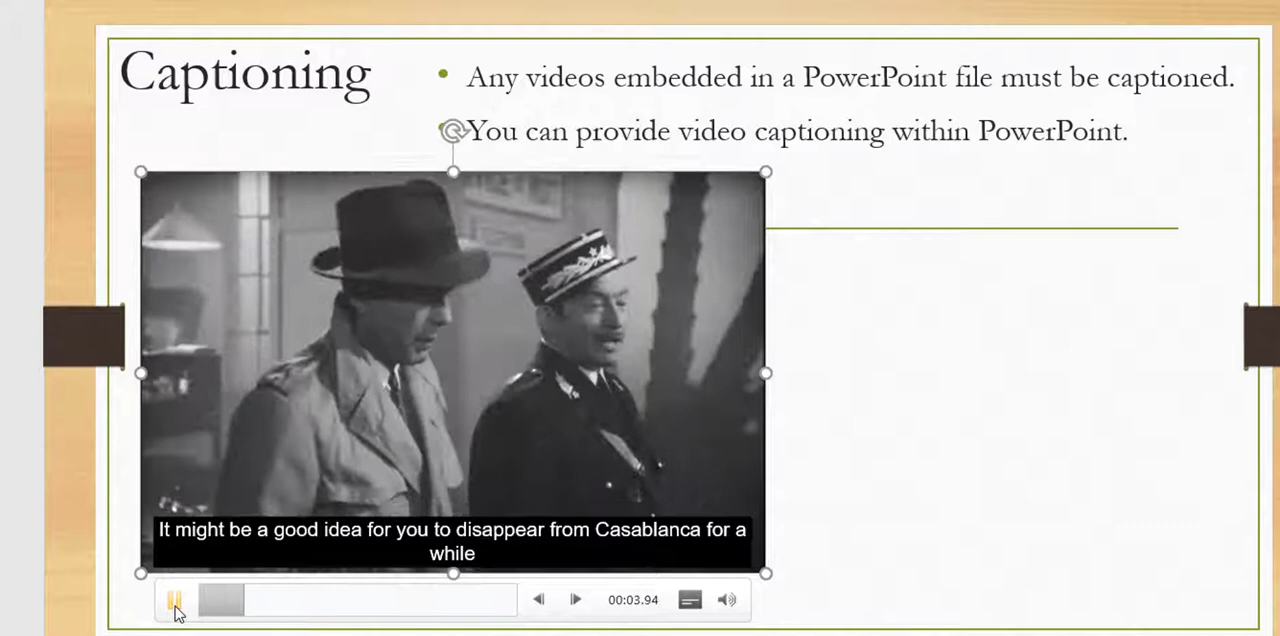 Captioning
Any videos embedded in a PowerPoint file must be captioned.
You can provide video captioning within PowerPoint.
It might be a good idea for you to disappear from Casablanca for a
while
00:03.94